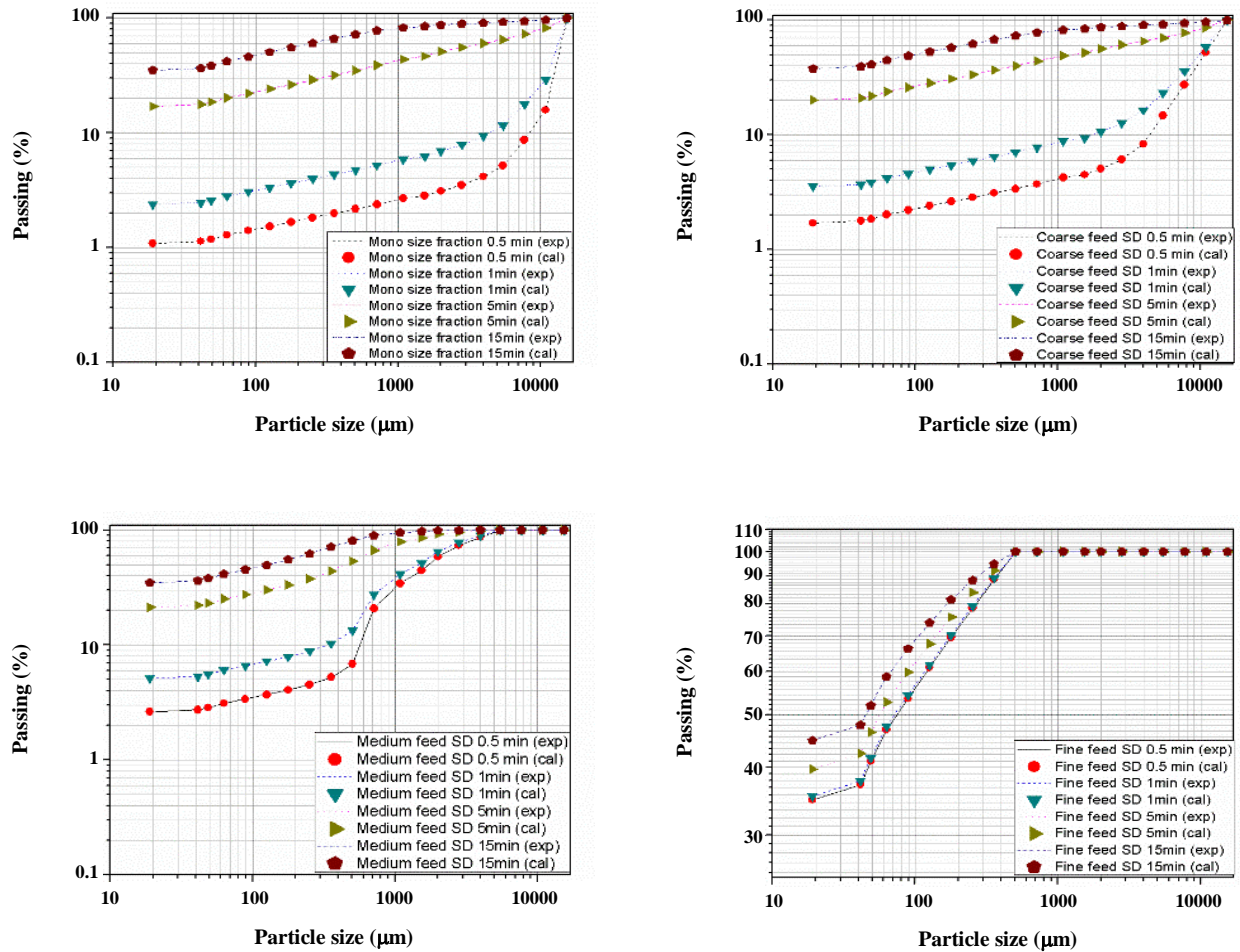 100
10
1
0.1
Passing (%)
Mono size fraction 0.5 min (exp)
Mono size fraction 0.5 min (cal)
Mono size fraction 1min (exp)
Mono size fraction 1min (cal)
Mono size fraction 5min (exp)
Mono size fraction 5min (cal)
Mono size fraction 15min (exp)
Mono size fraction 15min (cal)
10 100 1000 10000
Particle size (μm)
100
10
1
0.1
Passing (%)
Coarse feed SD 0.5 min (exp)
Coarse feed SD 0.5 min (cal)
Coarse feed SD 1min (exp)
Coarse feed SD 1min (cal)
Coarse feed SD 5min (exp)
Coarse feed SD 5min (cal)
Coarse feed SD 15min (exp)
Coarse feed SD 15min (cal)
10 100 1000 10000
Particle size (μm)
100
10
1
0.1
Passing (%)
Medium feed SD 0.5 min (exp)
Medium feed SD 0.5 min (cal)
Medium feed SD 1min (exp)
Medium feed SD 1min (cal)
Medium feed SD 5min (exp)
Medium feed SD 5min (cal)
Medium feed SD 15min (exp)
Medium feed SD 15min (cal)
10 100 1000 10000
Particle size (μm)
110
100
90
80
70
60
50
40
30
Passing (%)
Fine feed SD 0.5 min (exp)
Fine feed SD 0.5 min (cal)
Fine feed SD 1min (exp)
Fine feed SD 1min (cal)
Fine feed SD 5min (exp)
Fine feed SD 5min (cal)
Fine feed SD 15min (exp)
Fine feed SD 15min (cal)
10 100 1000 10000
Particle size (μm)